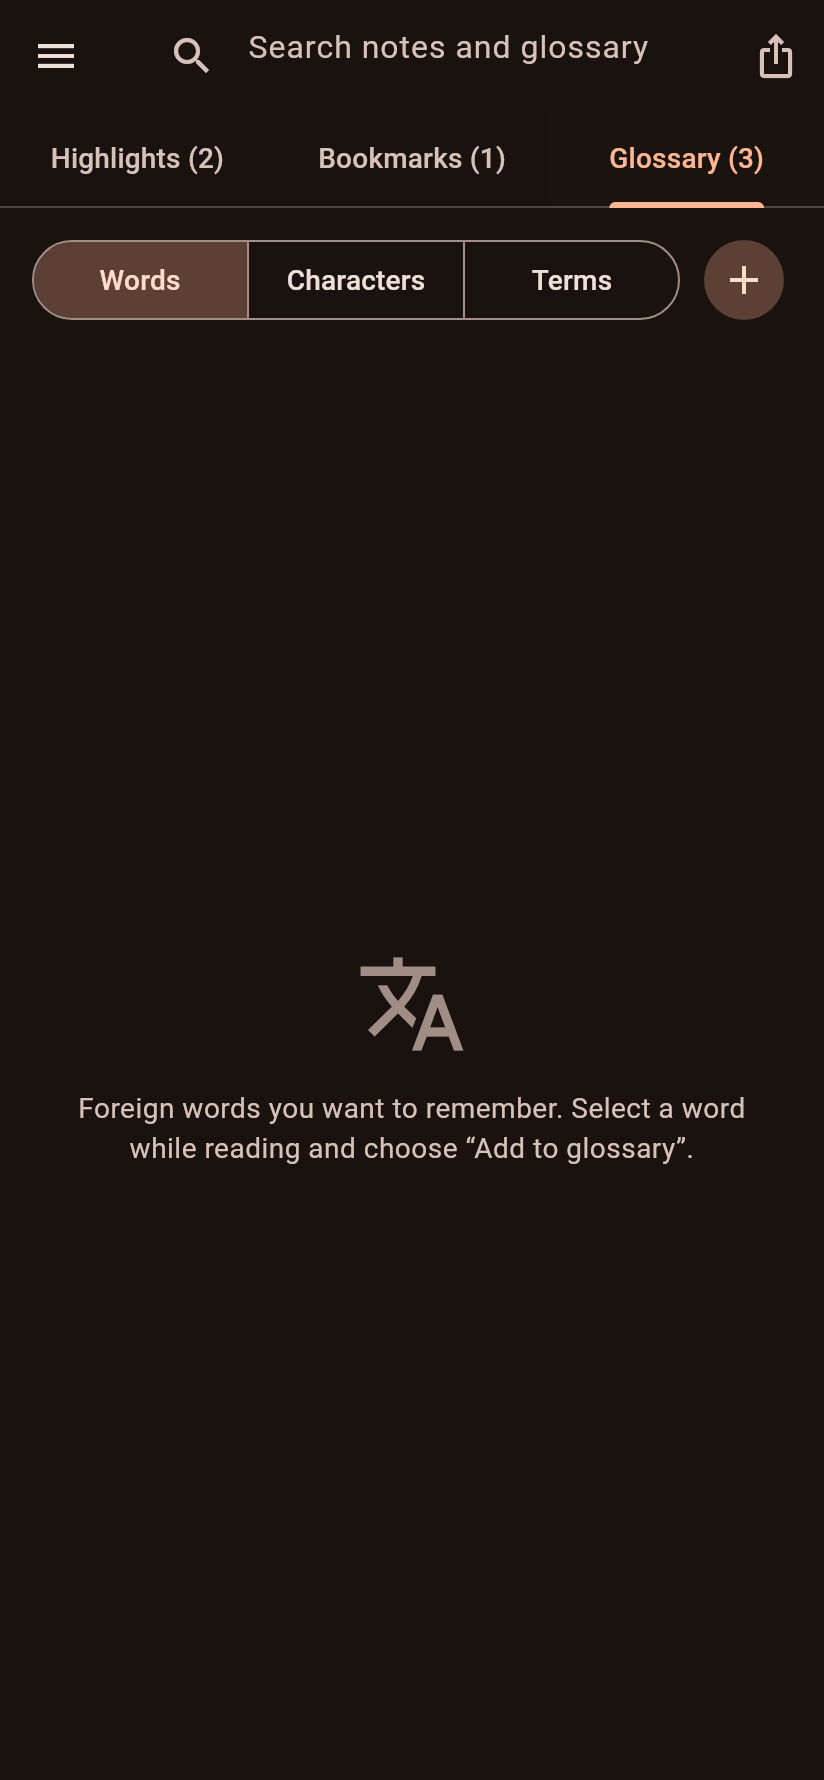 Search notes and glossary
Highlights (2)
Bookmarks (1)
Glossary (3)
Words
Characters
Terms
Foreign words you want to remember. Select a word
while reading and choose “Add to glossary”.